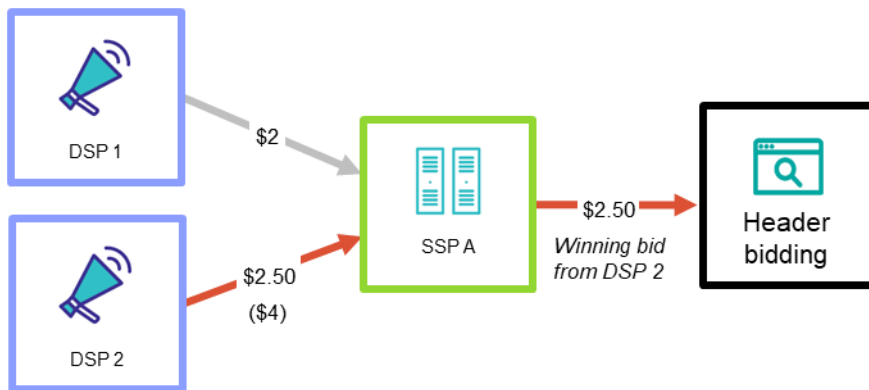 DSP 1
$2
DSP 2
$2.50
($4)
SSP A
$2.50
Winning bid
from DSP 2
Header
bidding